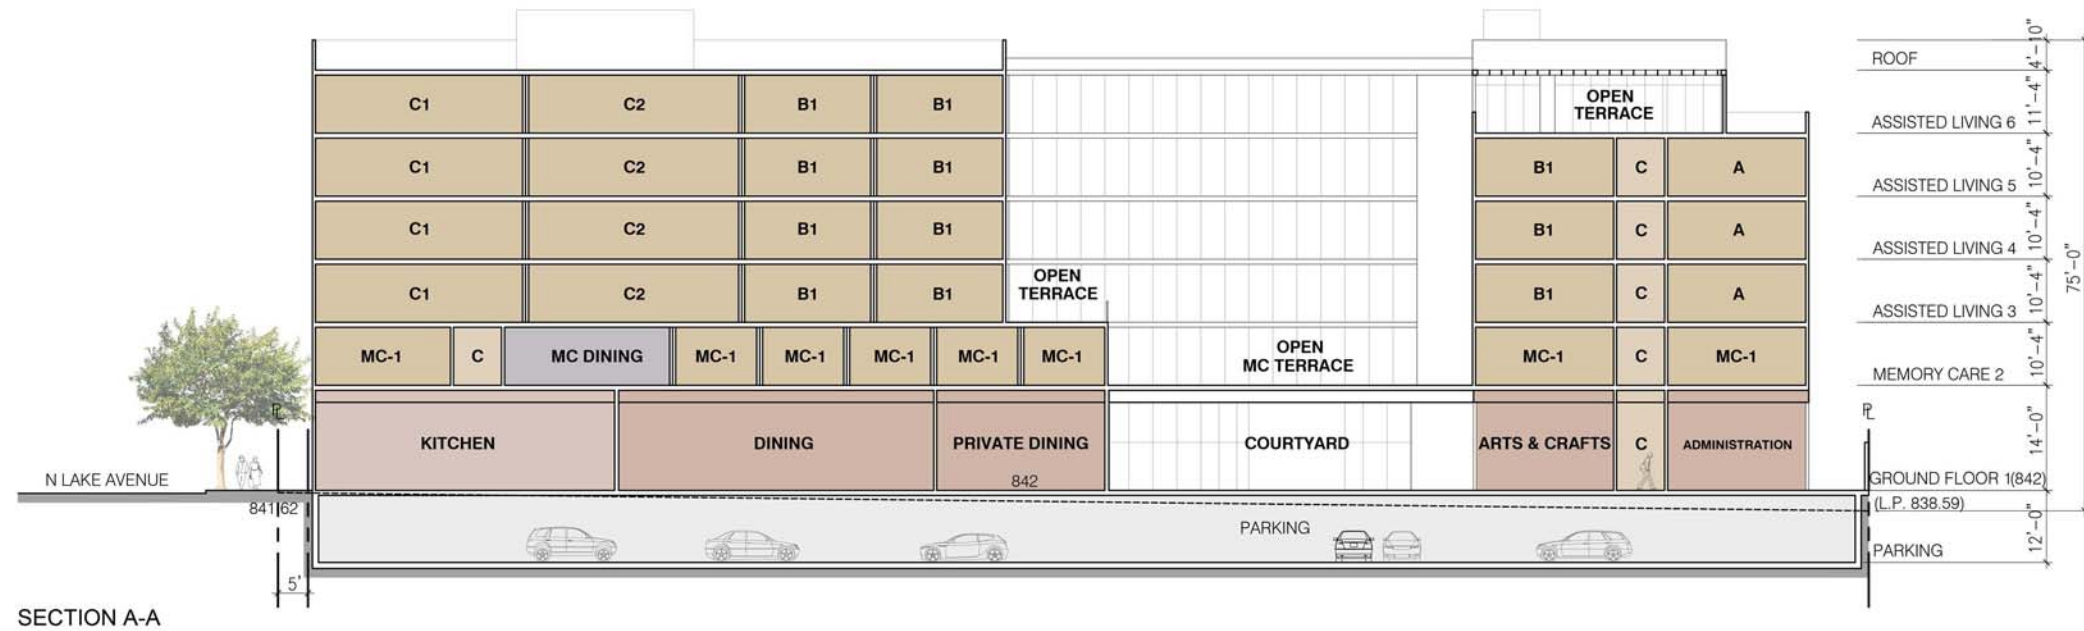 4'-10"
ROOF
C1 C2 B1 B1
OPEN
TERRACE
11'-4"
ASSISTED LIVING 6
C1 C2 B1 B1 B1 C A
10'-4"
ASSISTED LIVING 5
C1 C2 B1 B1 B1 C A
10'-4"
ASSISTED LIVING 4
75'-0"
C1 C2 B1 B1
OPEN
TERRACE
B1 C A
10'-4"
ASSISTED LIVING 3
MC-1 C MC DINING MC-1 MC-1 MC-1 MC-1 MC-1
OPEN
MC TERRACE
MC-1 C MC-1
10'-4"
MEMORY CARE 2
PL
PL
KITCHEN DINING PRIVATE DINING COURTYARD ARTS & CRAFTS C ADMINISTRATION
14'-0"
842
N LAKE AVENUE
GROUND FLOOR 1(842)
841.62
(L.P. 838.59)
PARKING
12'-0"
PARKING
5'
SECTION A-A